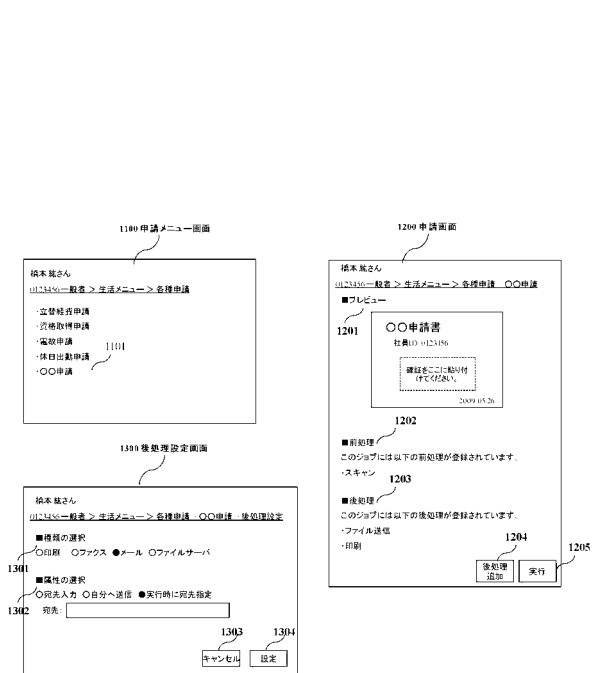 1100 申請メニュー画面
橋本 紘さん
0123456 一般者 > 生活メニュー > 各種申請
・立替経費申請
・資格取得申請
・電故申請
・休日出勤申請
・〇〇申請
1101
1200 申請画面
橋本 紘さん
0123456 一般者 > 生活メニュー > 各種申請 〇〇申請
■プレビュー
1201
〇〇申請書
社員ID 0123456
確証をここに貼り付
けてください。
2009 05 26
1202
■前処理
このジョブには以下の前処理が登録されています。
・スキャン
1203
■後処理
このジョブには以下の後処理が登録されています。
・ファイル送信
・印刷
1204
1205
後処理
追加
実行
1300 後処理設定画面
橋本 紘さん
0123456 一般者 > 生活メニュー > 各種申請 〇〇申請 後処理設定
■種類の選択
1301
〇印刷 〇ファクス ●メール 〇ファイルサーバ
■属性の選択
1302
〇宛先入力 〇自分へ送信 ●実行時に宛先指定
宛先:
1303
1304
キャンセル
設定